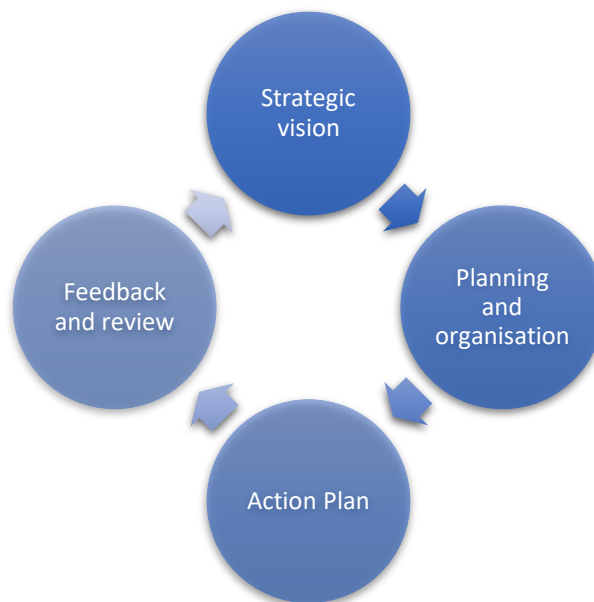 Strategic
vision
Planning
and
organisation
Action Plan
Feedback
and review